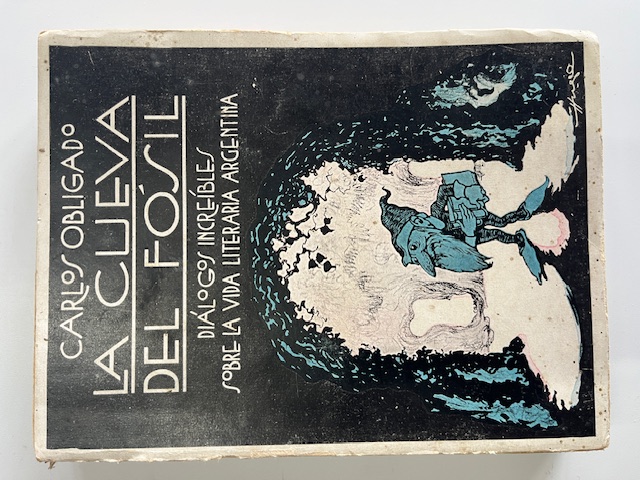 CARLOS OBLIGADO
LA CUEVA
DEL FÓSIL
DIÁLOGOS INCREÍBLES
SOBRE LA VIDA LITERARIA ARGENTINA